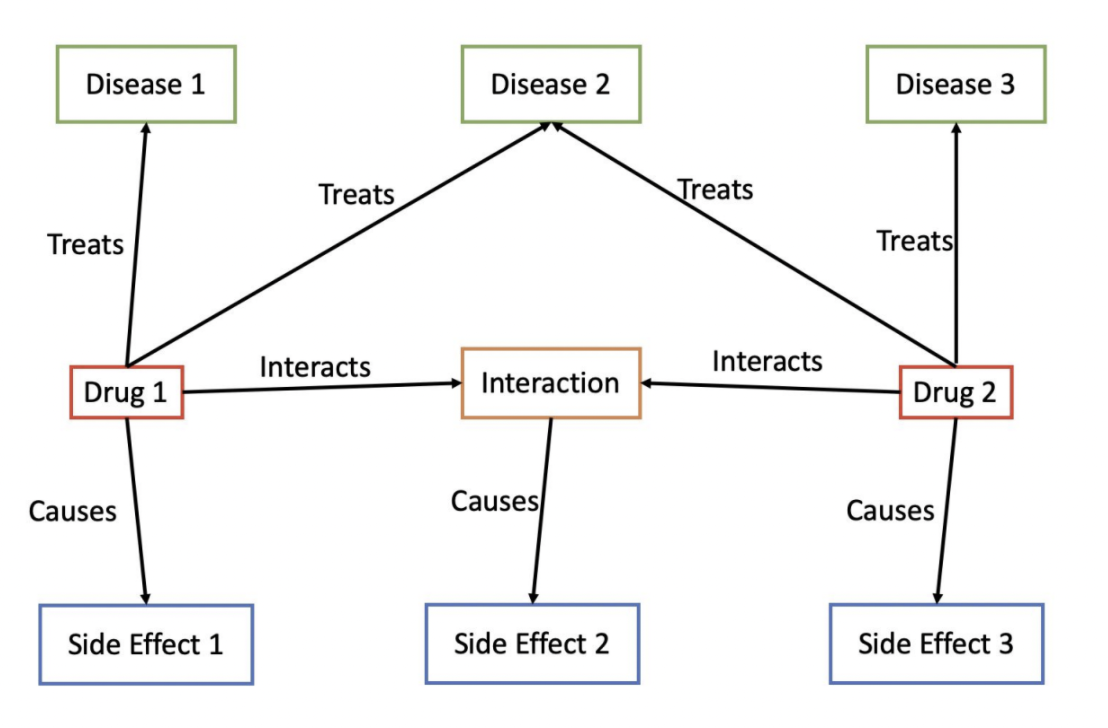 Disease 1
Disease 2
Disease 3
Treats
Treats
Treats
Treats
Interacts
Interacts
Drug 1
Interaction
Drug 2
Causes
Causes
Causes
Side Effect 1
Side Effect 2
Side Effect 3